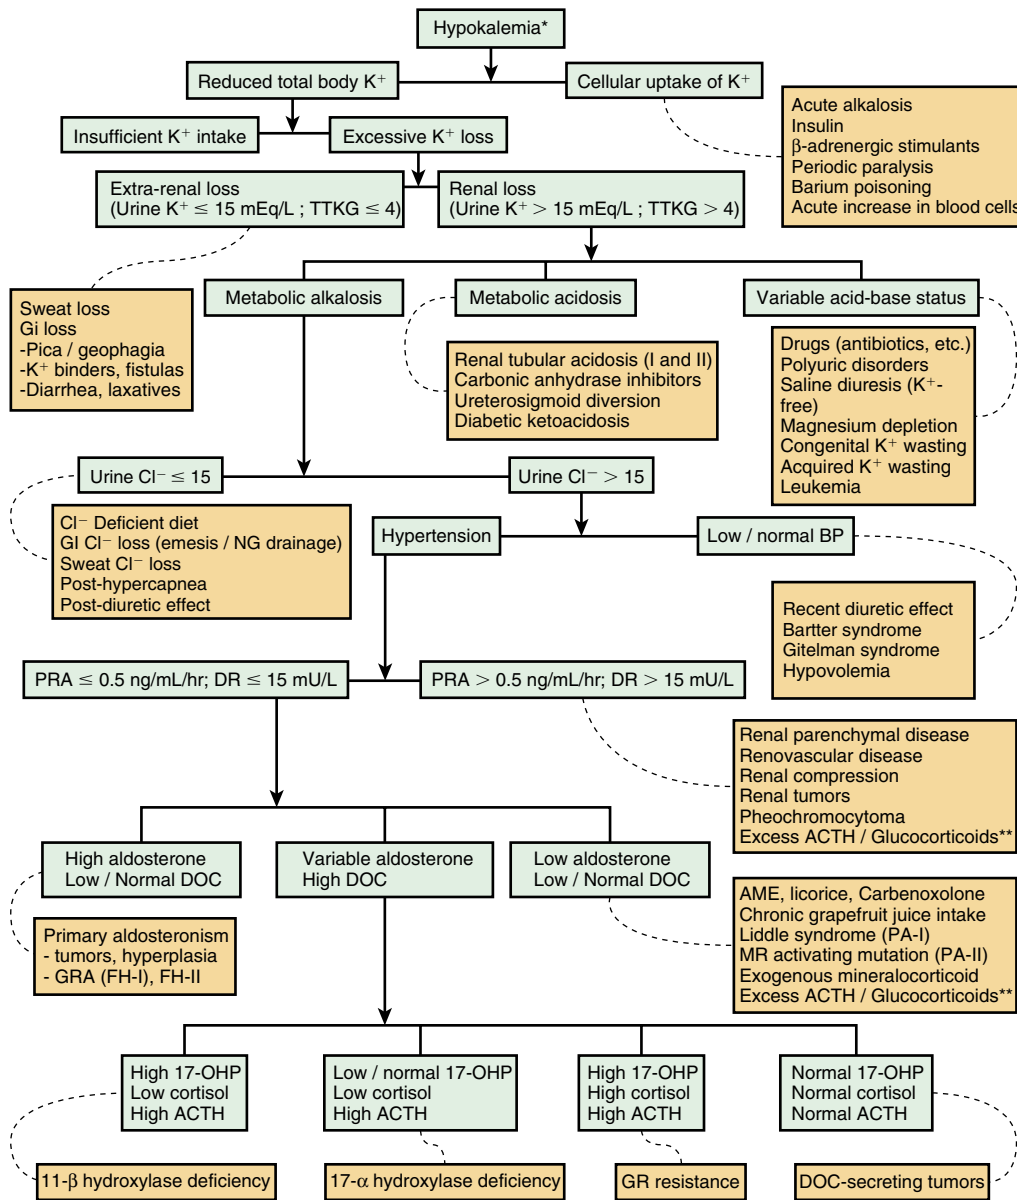 Hypokalemia*
Reduced total body K⁺
Cellular uptake of K⁺
Acute alkalosis
Insulin
β-adrenergic stimulants
Periodic paralysis
Barium poisoning
Acute increase in blood cells
Insufficient K⁺ intake
Excessive K⁺ loss
Extra-renal loss
(Urine K⁺ ≤ 15 mEq/L ; TTKG ≤ 4)
Renal loss
(Urine K⁺ > 15 mEq/L ; TTKG > 4)
Sweat loss
Gi loss
-Pica / geophagia
-K⁺ binders, fistulas
-Diarrhea, laxatives
Metabolic alkalosis
Metabolic acidosis
Variable acid-base status
Renal tubular acidosis (I and II)
Carbonic anhydrase inhibitors
Ureterosigmoid diversion
Diabetic ketoacidosis
Drugs (antibiotics, etc.)
Polyuric disorders
Saline diuresis (K⁺-
free)
Magnesium depletion
Congenital K⁺ wasting
Acquired K⁺ wasting
Leukemia
Urine Cl⁻ ≤ 15
Urine Cl⁻ > 15
Cl⁻ Deficient diet
GI Cl⁻ loss (emesis / NG drainage)
Sweat Cl⁻ loss
Post-hypercapnea
Post-diuretic effect
Hypertension
Low / normal BP
Recent diuretic effect
Bartter syndrome
Gitelman syndrome
Hypovolemia
PRA ≤ 0.5 ng/mL/hr; DR ≤ 15 mU/L
PRA > 0.5 ng/mL/hr; DR > 15 mU/L
Renal parenchymal disease
Renovascular disease
Renal compression
Renal tumors
Pheochromocytoma
Excess ACTH / Glucocorticoids**
High aldosterone
Low / Normal DOC
Variable aldosterone
High DOC
Low aldosterone
Low / Normal DOC
Primary aldosteronism
- tumors, hyperplasia
- GRA (FH-I), FH-II
AME, licorice, Carbenoxolone
Chronic grapefruit juice intake
Liddle syndrome (PA-I)
MR activating mutation (PA-II)
Exogenous mineralocorticoid
Excess ACTH / Glucocorticoids**
High 17-OHP
Low cortisol
High ACTH
Low / normal 17-OHP
Low cortisol
High ACTH
High 17-OHP
High cortisol
High ACTH
Normal 17-OHP
Normal cortisol
Normal ACTH
11-β hydroxylase deficiency
17-α hydroxylase deficiency
GR resistance
DOC-secreting tumors